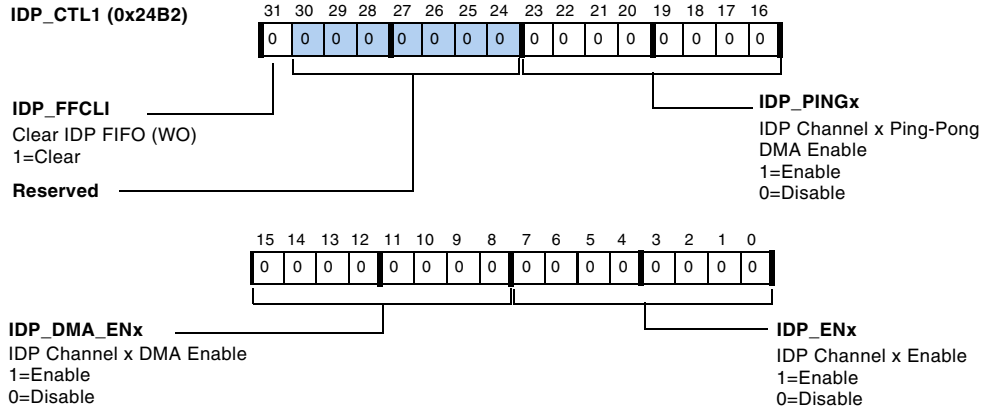 IDP_CTL1 (0x24B2)
31 30 29 28 27 26 25 24 23 22 21 20 19 18 17 16
0 0 0 0 0 0 0 0 0 0 0 0 0 0 0 0
IDP_FFCLI
Clear IDP FIFO (WO)
1=Clear
Reserved
IDP_PINGx
IDP Channel x Ping-Pong
DMA Enable
1=Enable
0=Disable
15 14 13 12 11 10 9 8 7 6 5 4 3 2 1 0
0 0 0 0 0 0 0 0 0 0 0 0 0 0 0 0
IDP_DMA_ENx
IDP Channel x DMA Enable
1=Enable
0=Disable
IDP_ENx
IDP Channel x Enable
1=Enable
0=Disable